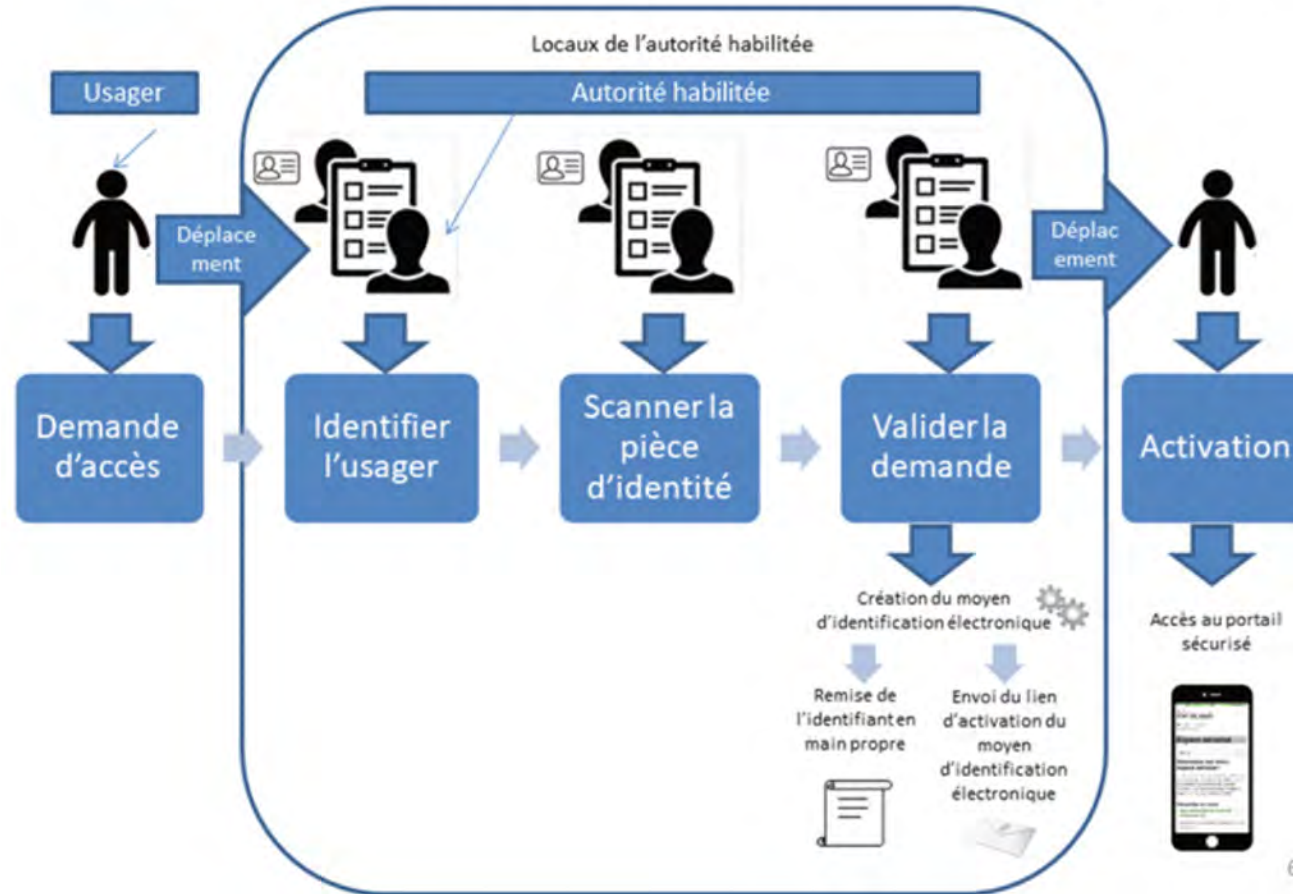 Locaux de l'autorité habilitée
Usager
Autorité habilitée
Déplace
ment
Déplac
ement
Demande
d'accès
Identifier
l'usager
Scanner la
pièce
d'identité
Valider la
demande
Activation
Création du moyen
d'identification électronique
Accès au portail
sécurisé
Remise de
l'identifiant en
main propre
Envoi du lien
d'activation du
moyen
d'identification
électronique
6